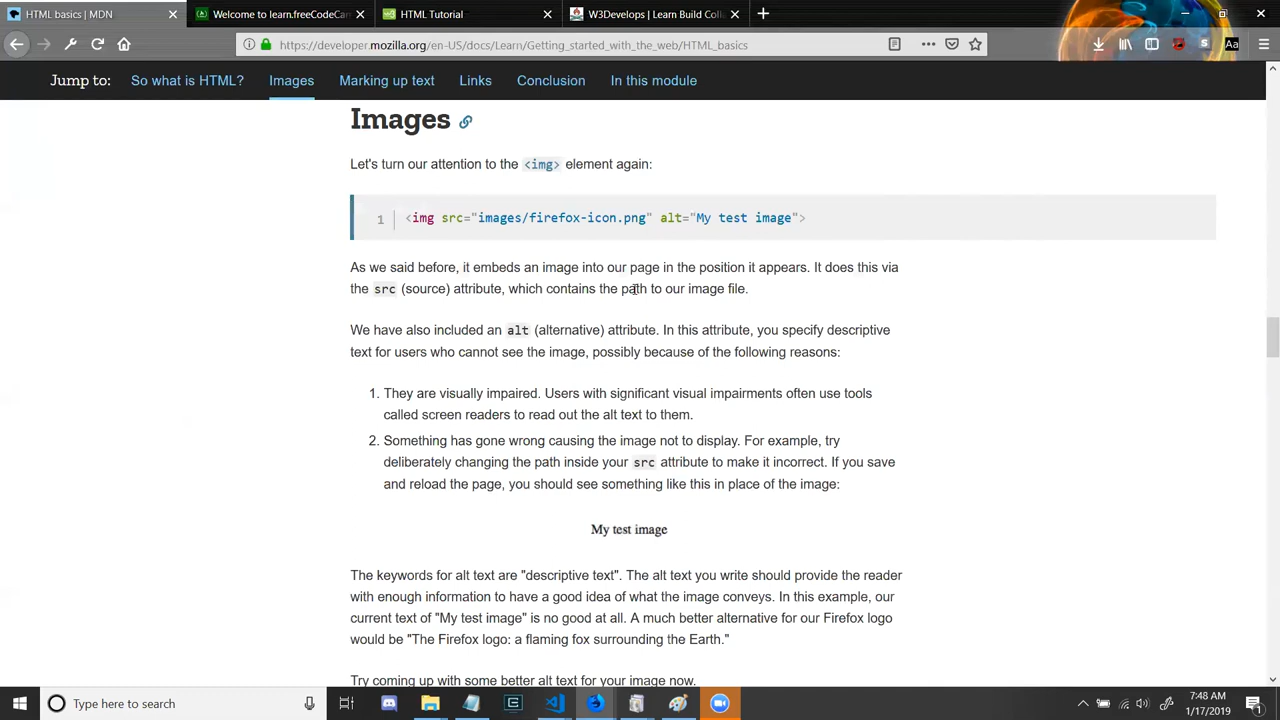 HTML basics | MDN
Welcome to learn.freeCodeCa
HTML Tutorial
W3Develops | Learn Build Coll
https://developer.mozilla.org/en-US/docs/Learn/Getting_started_with_the_web/HTML_basics
Jump to: So what is HTML? Images Marking up text Links Conclusion In this module
Images
Let's turn our attention to the <img> element again:
1 <img src="images/firefox-icon.png" alt="My test image">
As we said before, it embeds an image into our page in the position it appears. It does this via
the src (source) attribute, which contains the path to our image file.
We have also included an alt (alternative) attribute. In this attribute, you specify descriptive
text for users who cannot see the image, possibly because of the following reasons:
1. They are visually impaired. Users with significant visual impairments often use tools
called screen readers to read out the alt text to them.
2. Something has gone wrong causing the image not to display. For example, try
deliberately changing the path inside your src attribute to make it incorrect. If you save
and reload the page, you should see something like this in place of the image:
My test image
The keywords for alt text are "descriptive text". The alt text you write should provide the reader
with enough information to have a good idea of what the image conveys. In this example, our
current text of "My test image" is no good at all. A much better alternative for our Firefox logo
would be "The Firefox logo: a flaming fox surrounding the Earth."
Try coming up with some better alt text for your image now.
Type here to search
7:48 AM
1/17/2019